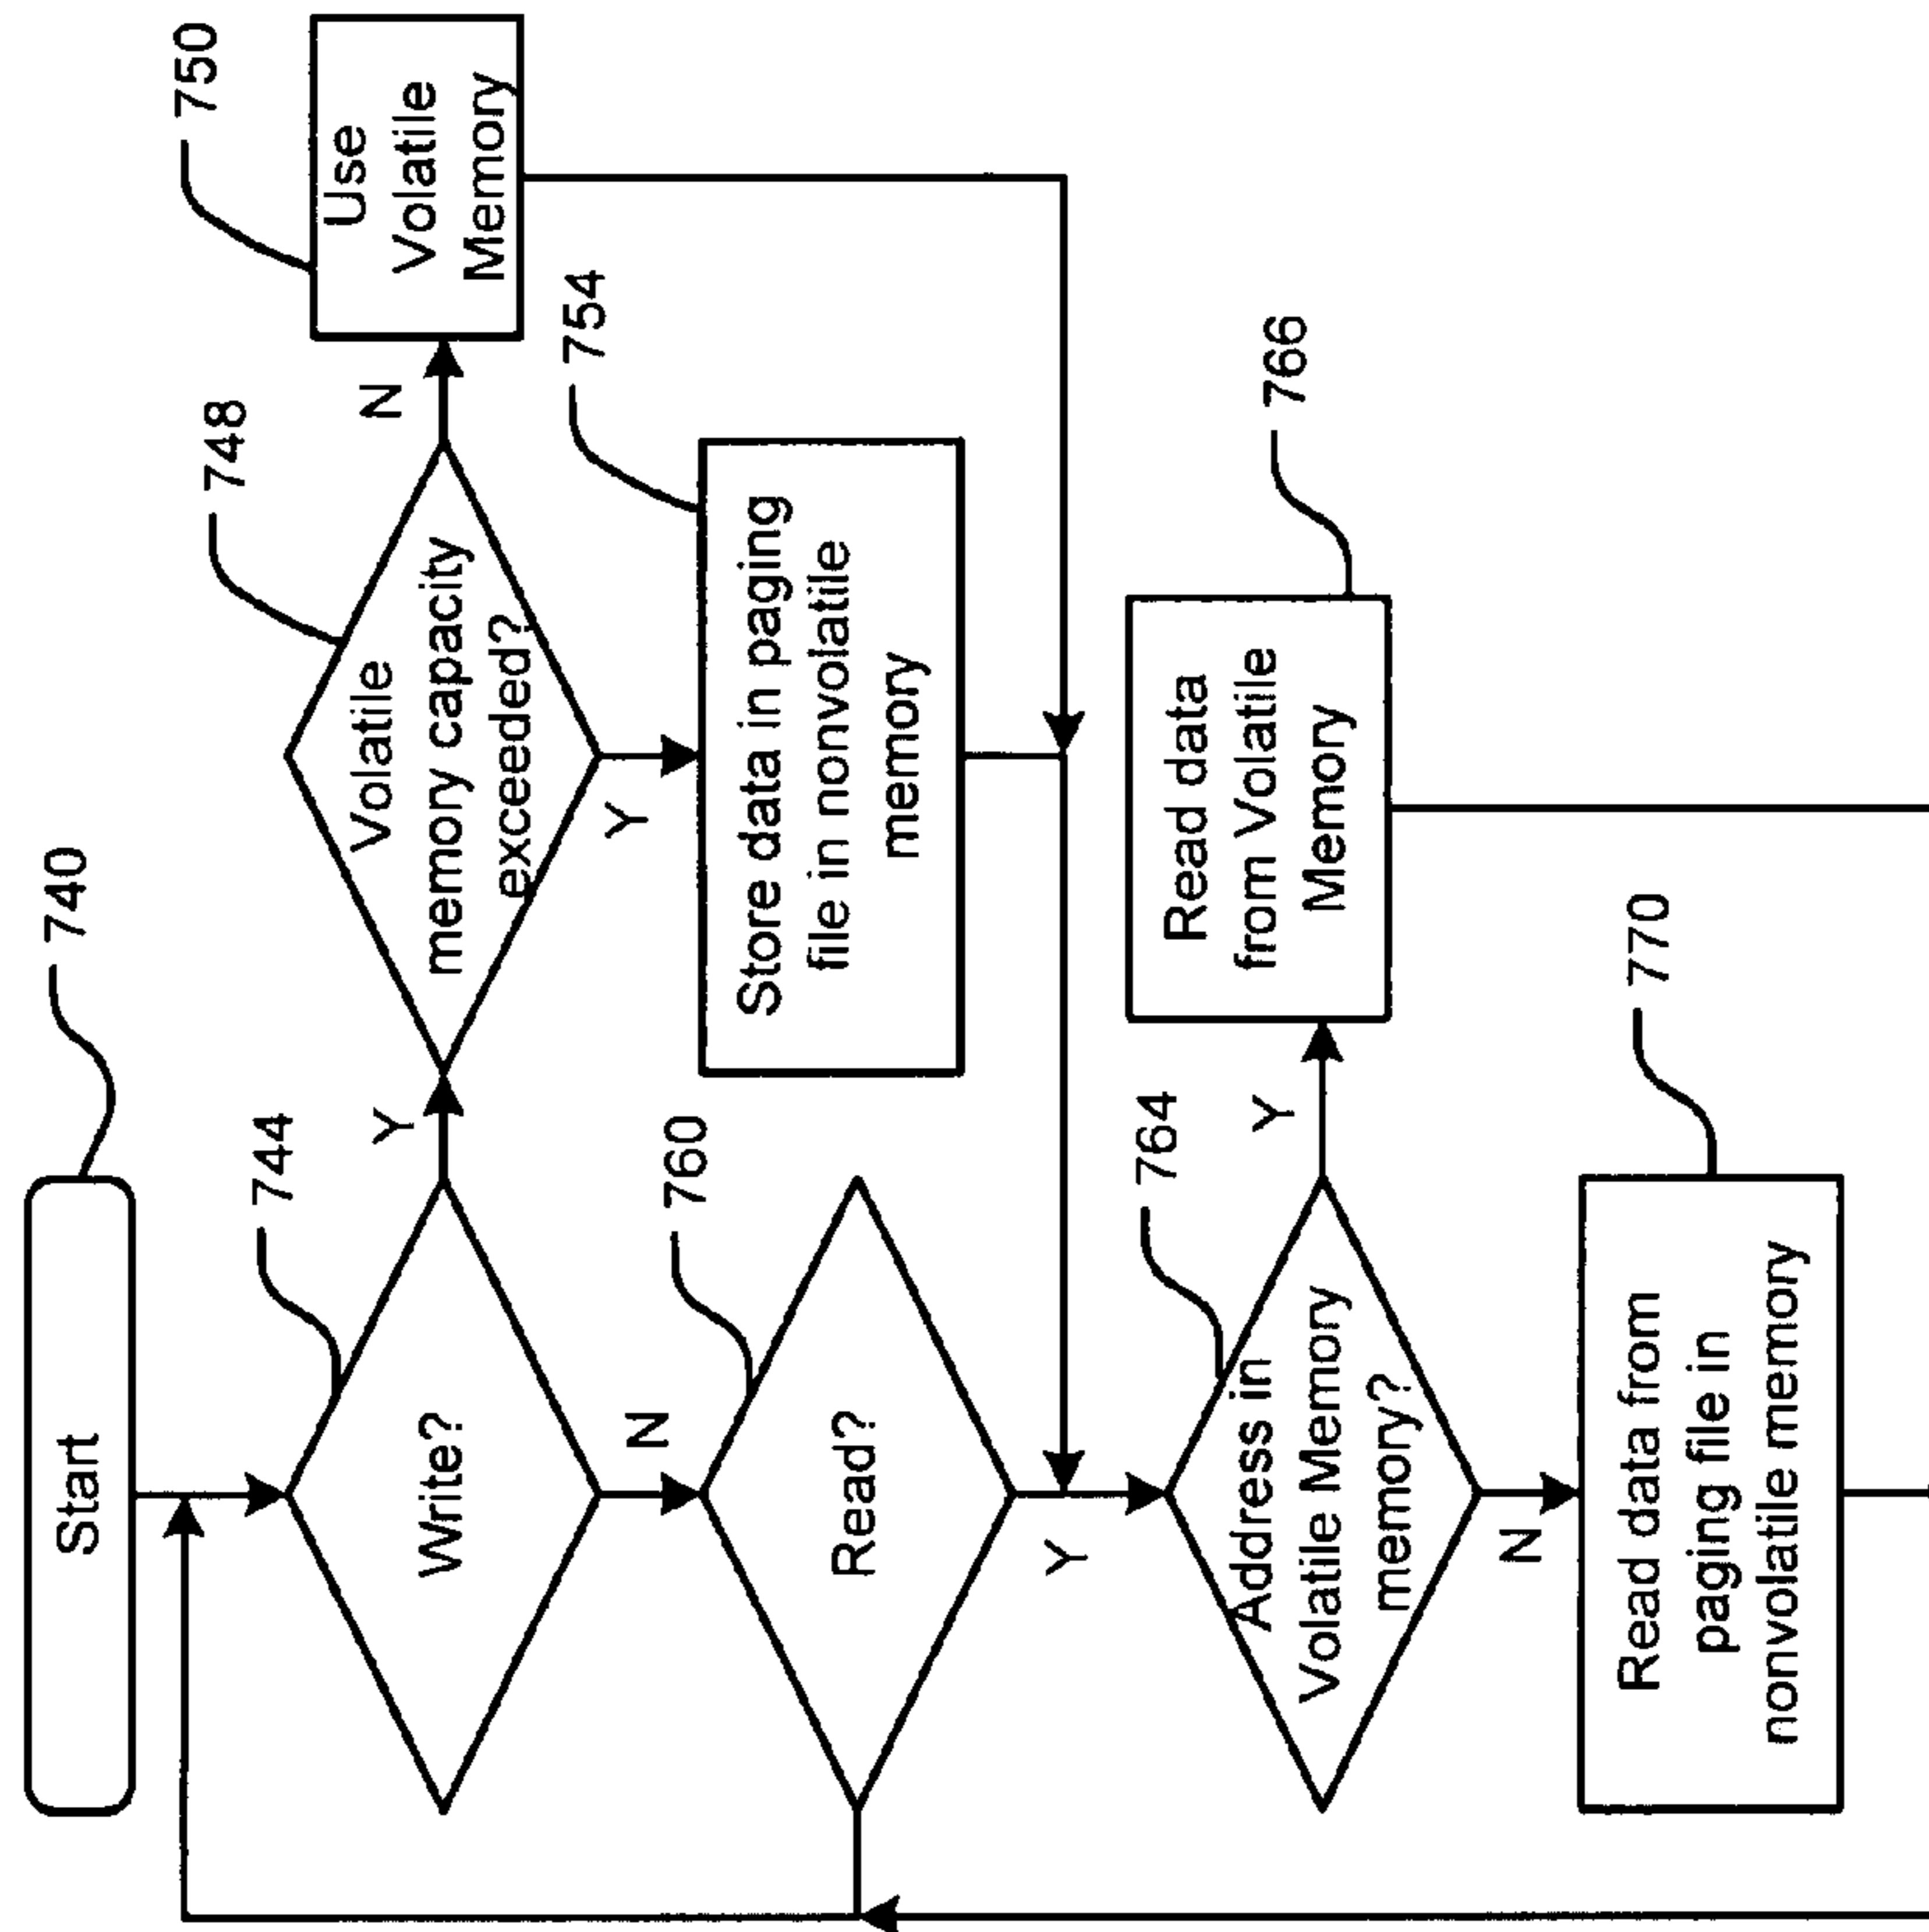 Start
740
Write?
744
Y
N
Volatile
memory capacity
exceeded?
748
N
Y
Use
Volatile
Memory
750
Store data in paging
file in nonvolatile
memory
754
Read?
760
Y
Address in
Volatile Memory
memory?
764
Y
N
Read data
from Volatile
Memory
766
Read data from
paging file in
nonvolatile memory
770